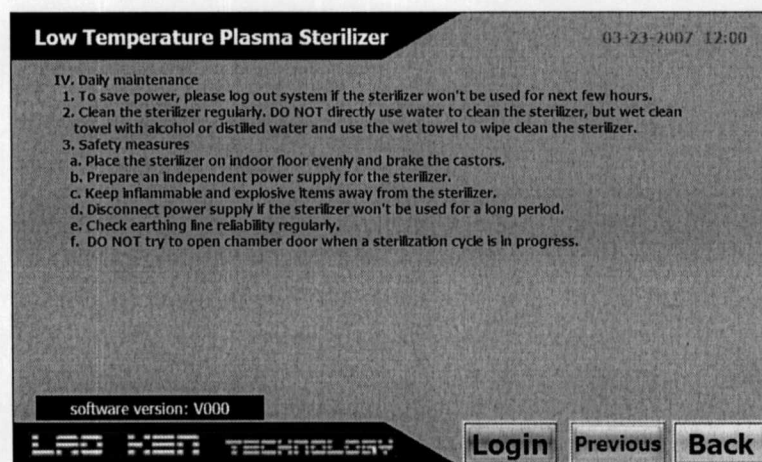 Low Temperature Plasma Sterilizer
03-23-2007 12:00
IV. Daily maintenance
1. To save power, please log out system if the sterilizer won't be used for next few hours.
2. Clean the sterilizer regularly. DO NOT directly use water to clean the sterilizer, but wet clean
towel with alcohol or distilled water and use the wet towel to wipe clean the sterilizer.
3. Safety measures
a. Place the sterilizer on indoor floor evenly and brake the castors.
b. Prepare an independent power supply for the sterilizer.
c. Keep inflammable and explosive items away from the sterilizer.
d. Disconnect power supply if the sterilizer won't be used for a long period.
e. Check earthing line reliability regularly.
f. DO NOT try to open chamber door when a sterilization cycle is in progress.
software version: V000
LAO KEN TECHNOLOGY
Login
Previous
Back